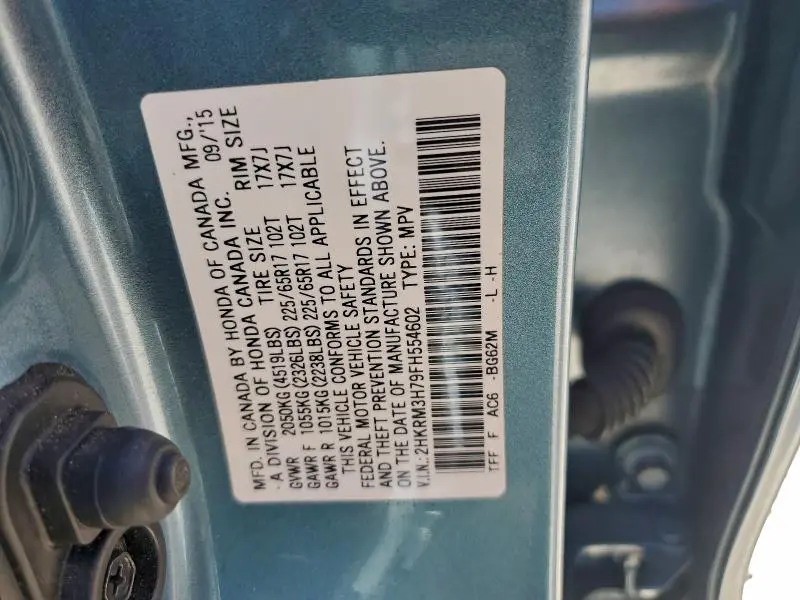 MFD. IN CANADA BY HONDA OF CANADA MFG.,
- A DIVISION OF HONDA CANADA INC. 09/'15
TIRE SIZE RIM SIZE
GVWR 2050KG(4519LBS)
GAWR F 1055KG(2326LBS) 225/65R17 102T 17X7J
GAWR R 1015KG(2238LBS) 225/65R17 102T 17X7J
THIS VEHICLE CONFORMS TO ALL APPLICABLE
FEDERAL MOTOR VEHICLE SAFETY
AND THEFT PREVENTION STANDARDS IN EFFECT
ON THE DATE OF MANUFACTURE SHOWN ABOVE.
V.I.N.: 2HKRM3H79FH554602 TYPE: MPV
TFF F AC6 -BG62M -L -H